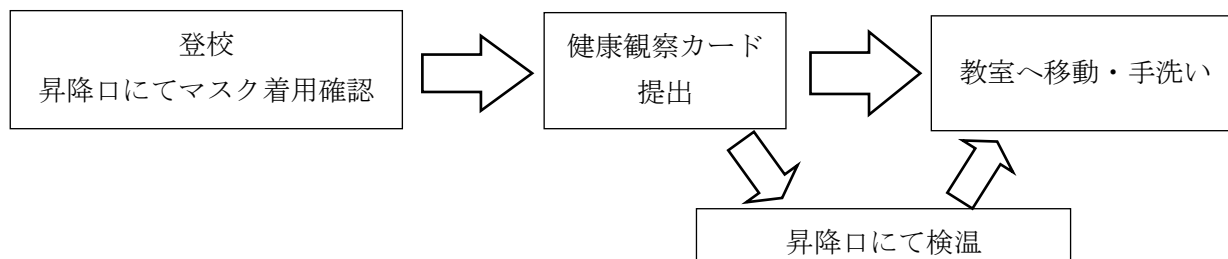 登校
昇降口にてマスク着用確認
健康観察カード
提出
教室へ移動・手洗い
昇降口にて検温